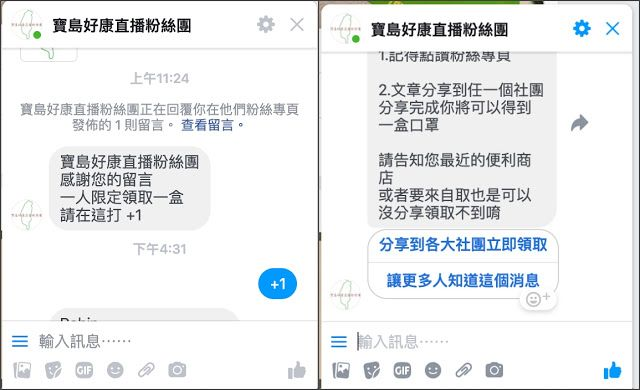 寶島好康直播粉絲團
上午11:24
寶島好康直播粉絲團正在回覆你在他們粉絲專頁
發佈的 1 則留言。 查看留言。
寶島好康直播粉絲團
感謝您的留言
一人限定領取一盒
請在這打 +1
下午4:31
+1
輸入訊息⋯⋯
GIF
寶島好康直播粉絲團
1.記得點讚粉絲專頁
2.文章分享到任一個社團
分享完成你將可以得到
一盒口罩
請告知您最近的便利商
店
或者要來自取也是可以
沒分享領取不到唷
分享到各大社團立即領取
讓更多人知道這個消息
輸入訊息⋯⋯
GIF